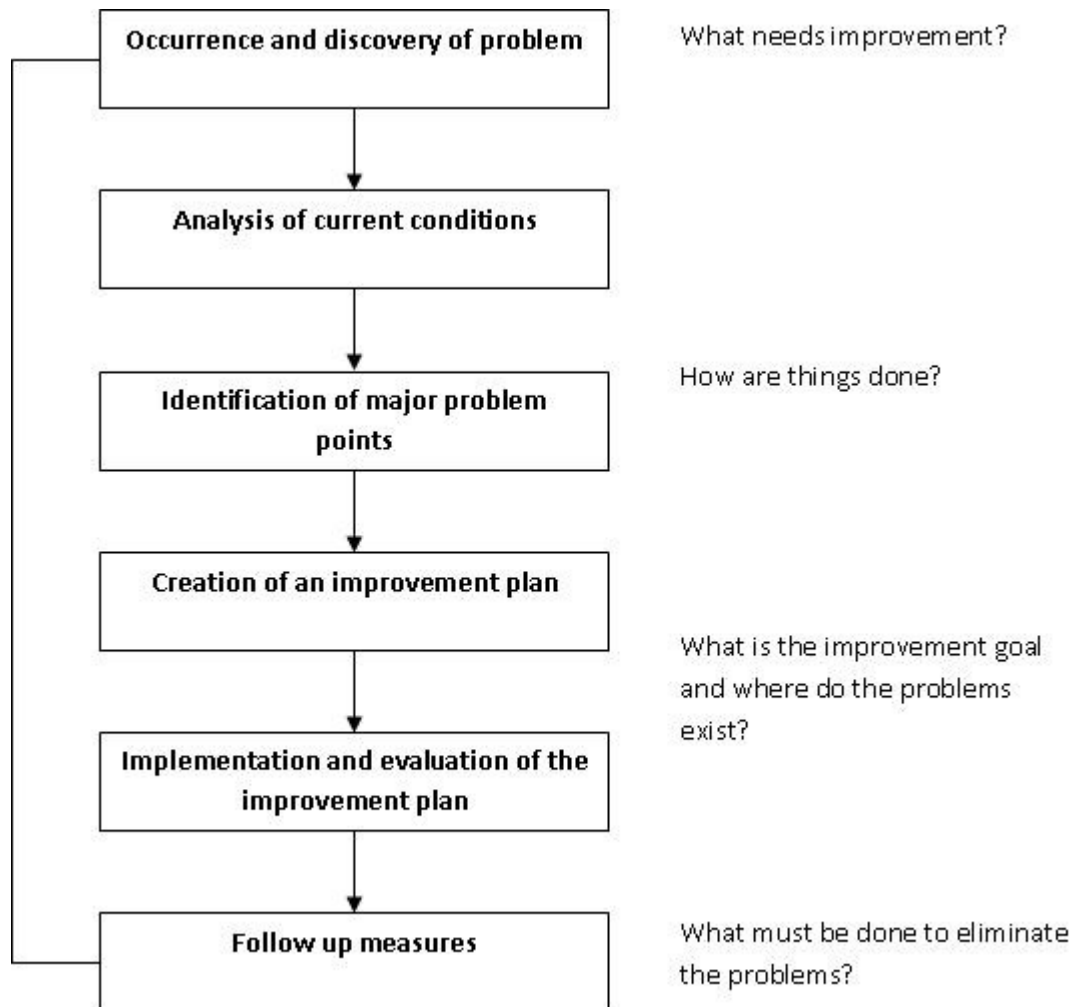 Occurrence and discovery of problem
What needs improvement?
Analysis of current conditions
Identification of major problem
points
How are things done?
Creation of an improvement plan
What is the improvement goal
and where do the problems
exist?
Implementation and evaluation of the
improvement plan
Follow up measures
What must be done to eliminate
the problems?